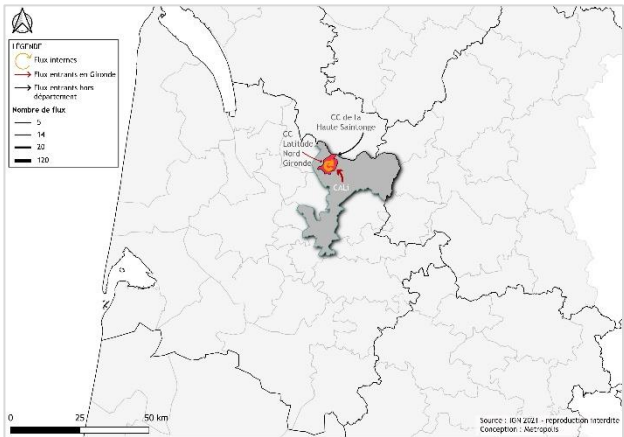 LÉGENDE
Flux internes
Flux entrants en Gironde
Flux entrants hors
département
Nombre de flux
5
14
20
120
CC de la
Haute Saintonge
CC
Latitude
Nord
Gironde
CALI
0 25 50 km
Source : IGN 2021 - reproduction interdite
Conception : Metropolis